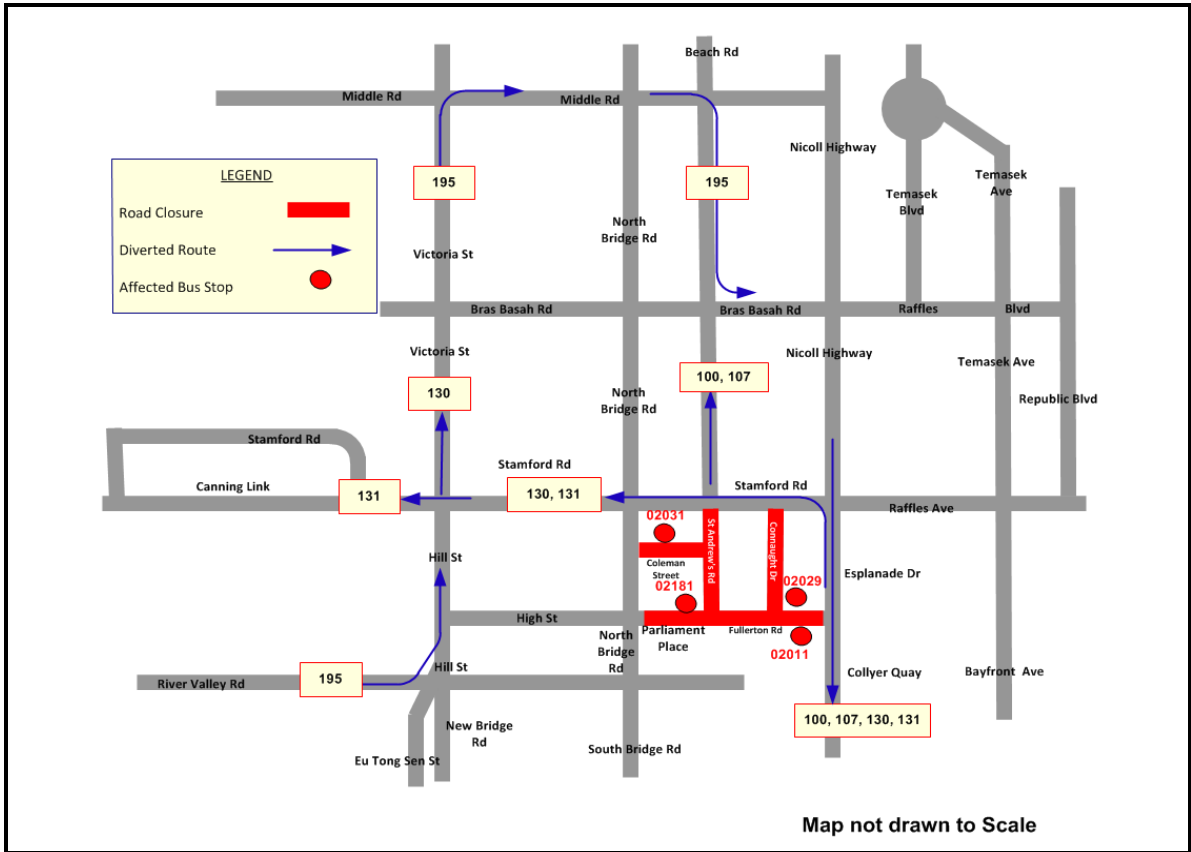 Beach Rd
Middle Rd
Middle Rd
Nicoll Highway
LEGEND
Road Closure
Diverted Route
Affected Bus Stop
195
195
Temasek
Ave
Temasek
Blvd
North
Bridge Rd
Victoria St
Bras Basah Rd
Bras Basah Rd
Raffles
Blvd
Victoria St
Nicoll Highway
Temasek Ave
130
100, 107
North
Bridge Rd
Republic Blvd
Stamford Rd
Stamford Rd
Canning Link
131
130, 131
Stamford Rd
Raffles Ave
02031
St Andrew's Rd
Connaught Dr
Hill St
Coleman
Street
Esplanade Dr
02181
02029
High St
Parliament
Place
Fullerton Rd
North
Bridge
Rd
02011
Hill St
River Valley Rd
195
Collyer Quay
Bayfront Ave
100, 107, 130, 131
New Bridge
Rd
South Bridge Rd
Eu Tong Sen St
Map not drawn to Scale